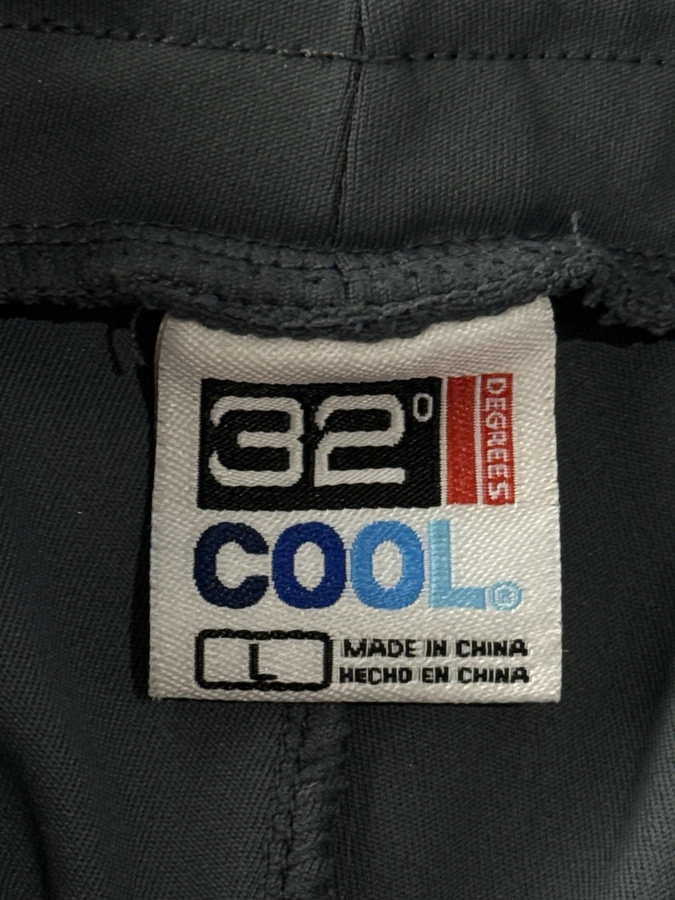 32° DEGREES
COOL®
L
MADE IN CHINA
HECHO EN CHINA